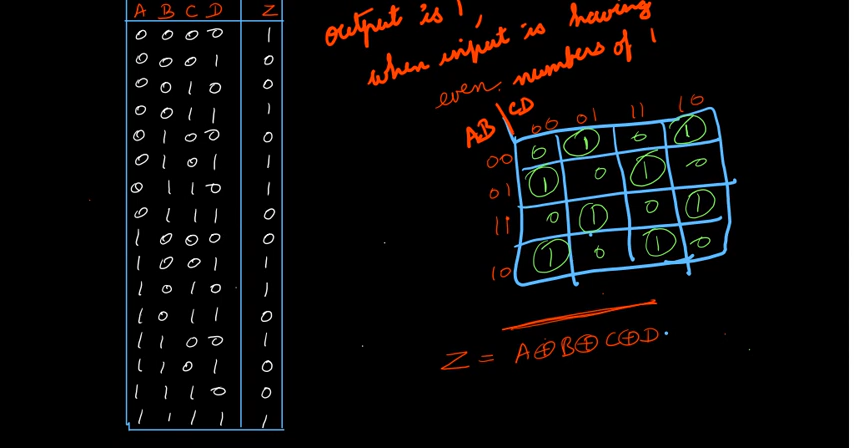 A B C D Z
0 0 0 0 1
0 0 0 1 0
0 0 1 0 0
0 0 1 1 1
0 1 0 0 0
0 1 0 1 1
0 1 1 0 1
0 1 1 1 0
1 0 0 0 0
1 0 0 1 1
1 0 1 0 1
1 0 1 1 0
1 1 0 0 1
1 1 0 1 0
1 1 1 0 0
1 1 1 1 1
output is 1,
when input is having
even numbers of 1
AB CD
00 01 11 10
00 0 1 0 1
01 1 0 1 0
11 0 1 0 1
10 1 0 1 0
Z = A⊕B⊕C⊕D